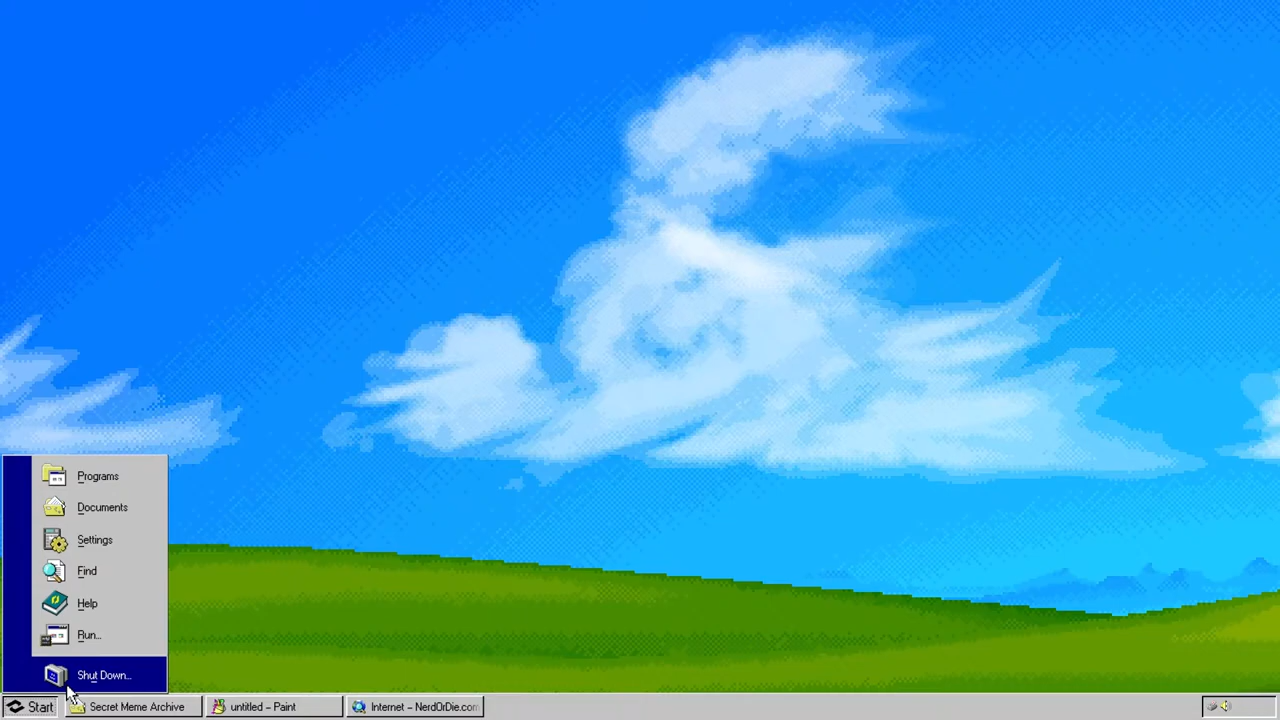 Programs
Documents
Settings
Find
Help
Run...
Shut Down...
Start
Secret Meme Archive
untitled - Paint
Internet - NerdOrDie.com